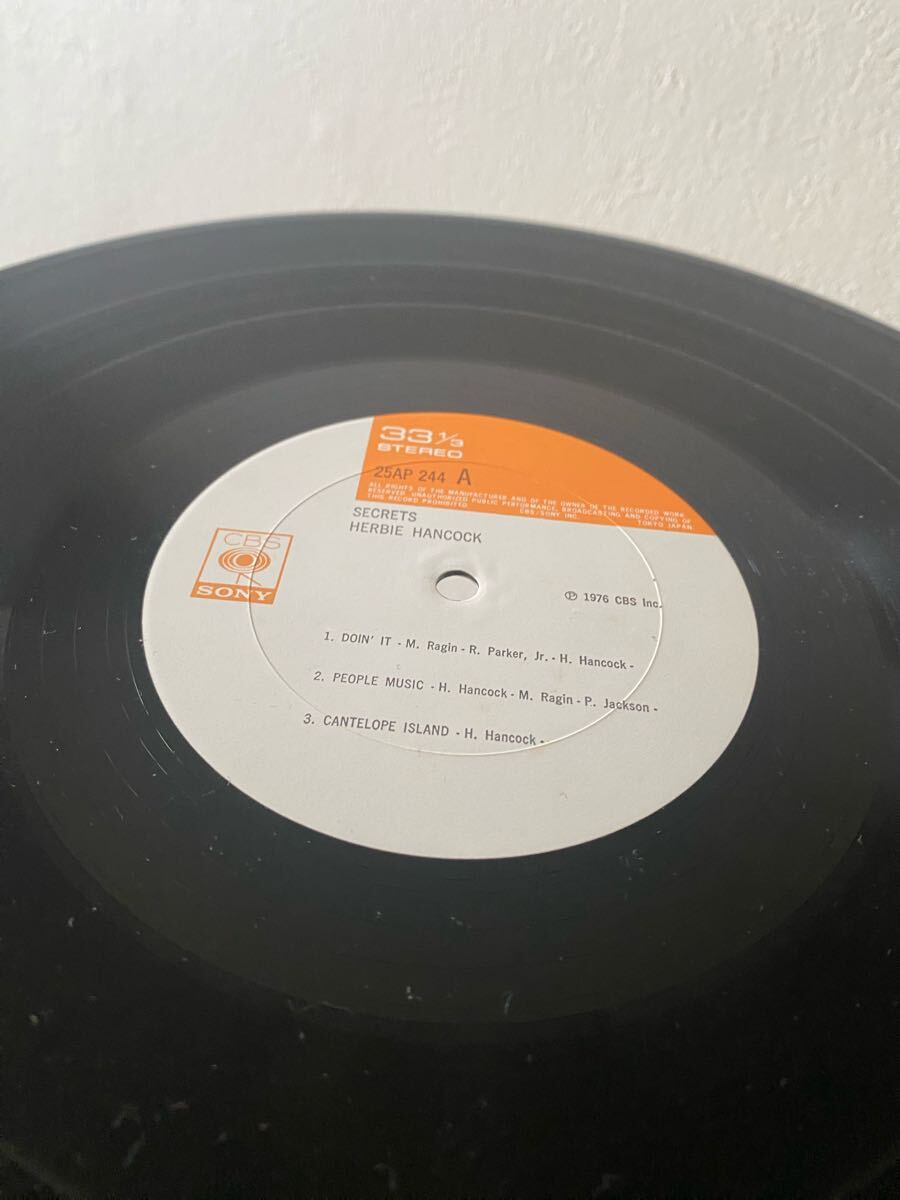 33 1/3
STEREO
25AP 244 A
ALL RIGHTS OF THE MANUFACTURER AND OF THE OWNER OF THE RECORDED WORK
RESERVED. UNAUTHORIZED PUBLIC PERFORMANCE, BROADCASTING AND COPYING OF
THIS RECORD PROHIBITED. CBS/SONY INC. TOKYO JAPAN
SECRETS
HERBIE HANCOCK
CBS
SONY
℗ 1976 CBS Inc.
1. DOIN' IT - M. Ragin - R. Parker, Jr. - H. Hancock -
2. PEOPLE MUSIC - H. Hancock - M. Ragin - P. Jackson -
3. CANTELOPE ISLAND - H. Hancock -